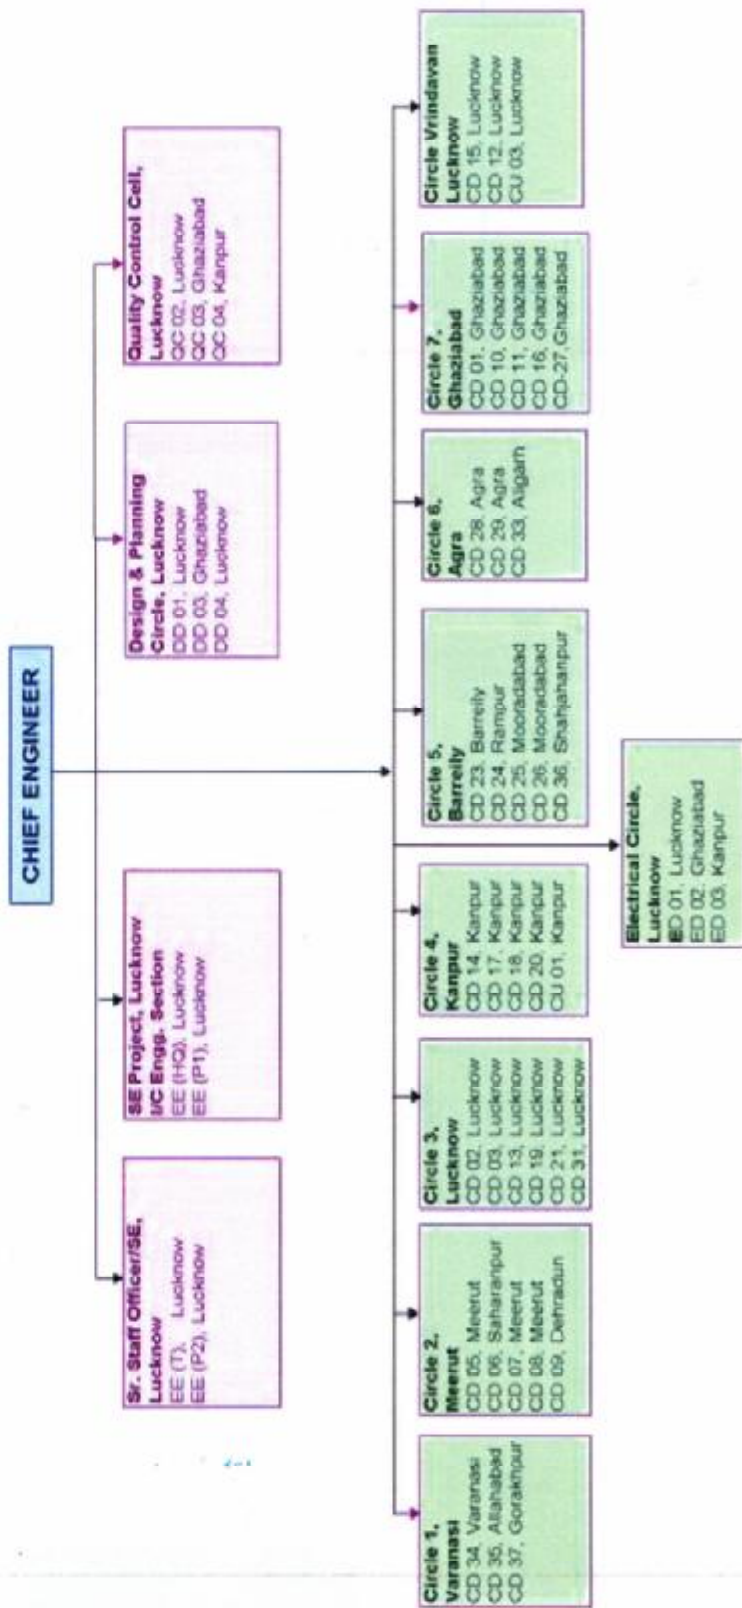 CHIEF ENGINEER
Sr. Staff Officer/SE,
Lucknow
EE (T), Lucknow
EE (P2), Lucknow
SE Project, Lucknow
I/C Engg. Section
EE (HQ), Lucknow
EE (P1), Lucknow
Design & Planning
Circle, Lucknow
DD 01, Lucknow
DD 03, Ghaziabad
DD 04, Lucknow
Quality Control Cell,
Lucknow
QC 02, Lucknow
QC 03, Ghaziabad
QC 04, Kanpur
Circle 1,
Varanasi
CD 34, Varanasi
CD 35, Allahabad
CD 37, Gorakhpur
Circle 2,
Meerut
CD 05, Meerut
CD 06, Saharanpur
CD 07, Meerut
CD 08, Meerut
CD 09, Dehradun
Circle 3,
Lucknow
CD 02, Lucknow
CD 03, Lucknow
CD 13, Lucknow
CD 19, Lucknow
CD 21, Lucknow
CD 31, Lucknow
Circle 4,
Kanpur
CD 14, Kanpur
CD 17, Kanpur
CD 18, Kanpur
CD 20, Kanpur
CU 01, Kanpur
Circle 5,
Barreily
CD 23, Barreily
CD 24, Rampur
CD 25, Mooradabad
CD 26, Mooradabad
CD 36, Shahjahanpur
Circle 6,
Agra
CD 28, Agra
CD 29, Agra
CD 33, Aligarh
Circle 7,
Ghaziabad
CD 01, Ghaziabad
CD 10, Ghaziabad
CD 11, Ghaziabad
CD 16, Ghaziabad
CD-27,Ghaziabad
Circle Vrindavan
Lucknow
CD 15, Lucknow
CD 12, Lucknow
CU 03, Lucknow
Electrical Circle,
Lucknow
ED 01, Lucknow
ED 02, Ghaziabad
ED 03, Kanpur